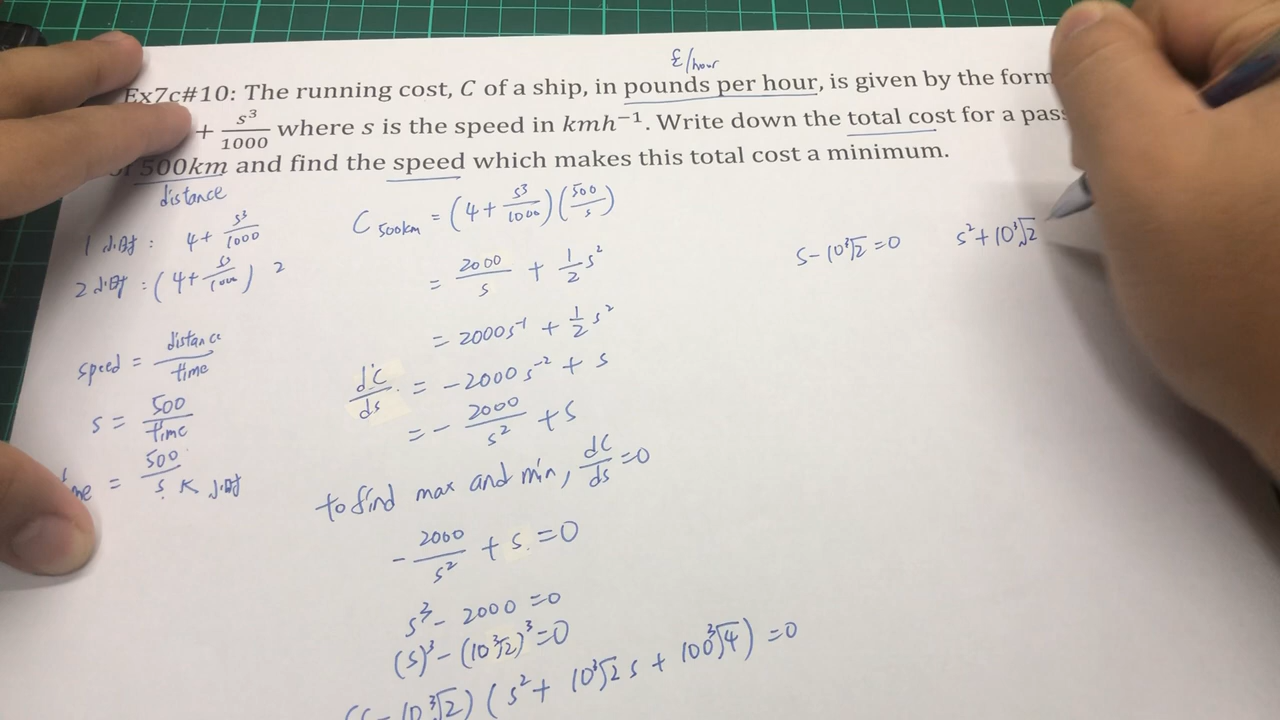 £/hour
Ex7c#10: The running cost, C of a ship, in pounds per hour, is given by the form
+ s³/1000 where s is the speed in kmh⁻¹. Write down the total cost for a pas
500km and find the speed which makes this total cost a minimum.
distance
1小时: 4+ s³/1000
2小时: (4+ s³/1000) 2
speed = distance/time
s = 500/time
= 500/s 小时
C 500km = (4+ s³/1000)(500/s)
= 2000/s + 1/2 s²
= 2000s⁻¹ + 1/2 s²
dC/ds = -2000s⁻² + s
= - 2000/s² + s
to find max and min, dC/ds =0
- 2000/s² + s =0
s³ - 2000 =0
(s)³ - (10∛2)³ =0
(s - 10∛2)(s² + 10∛2 s + 100∛4) =0
s - 10∛2 =0
s² + 10∛2